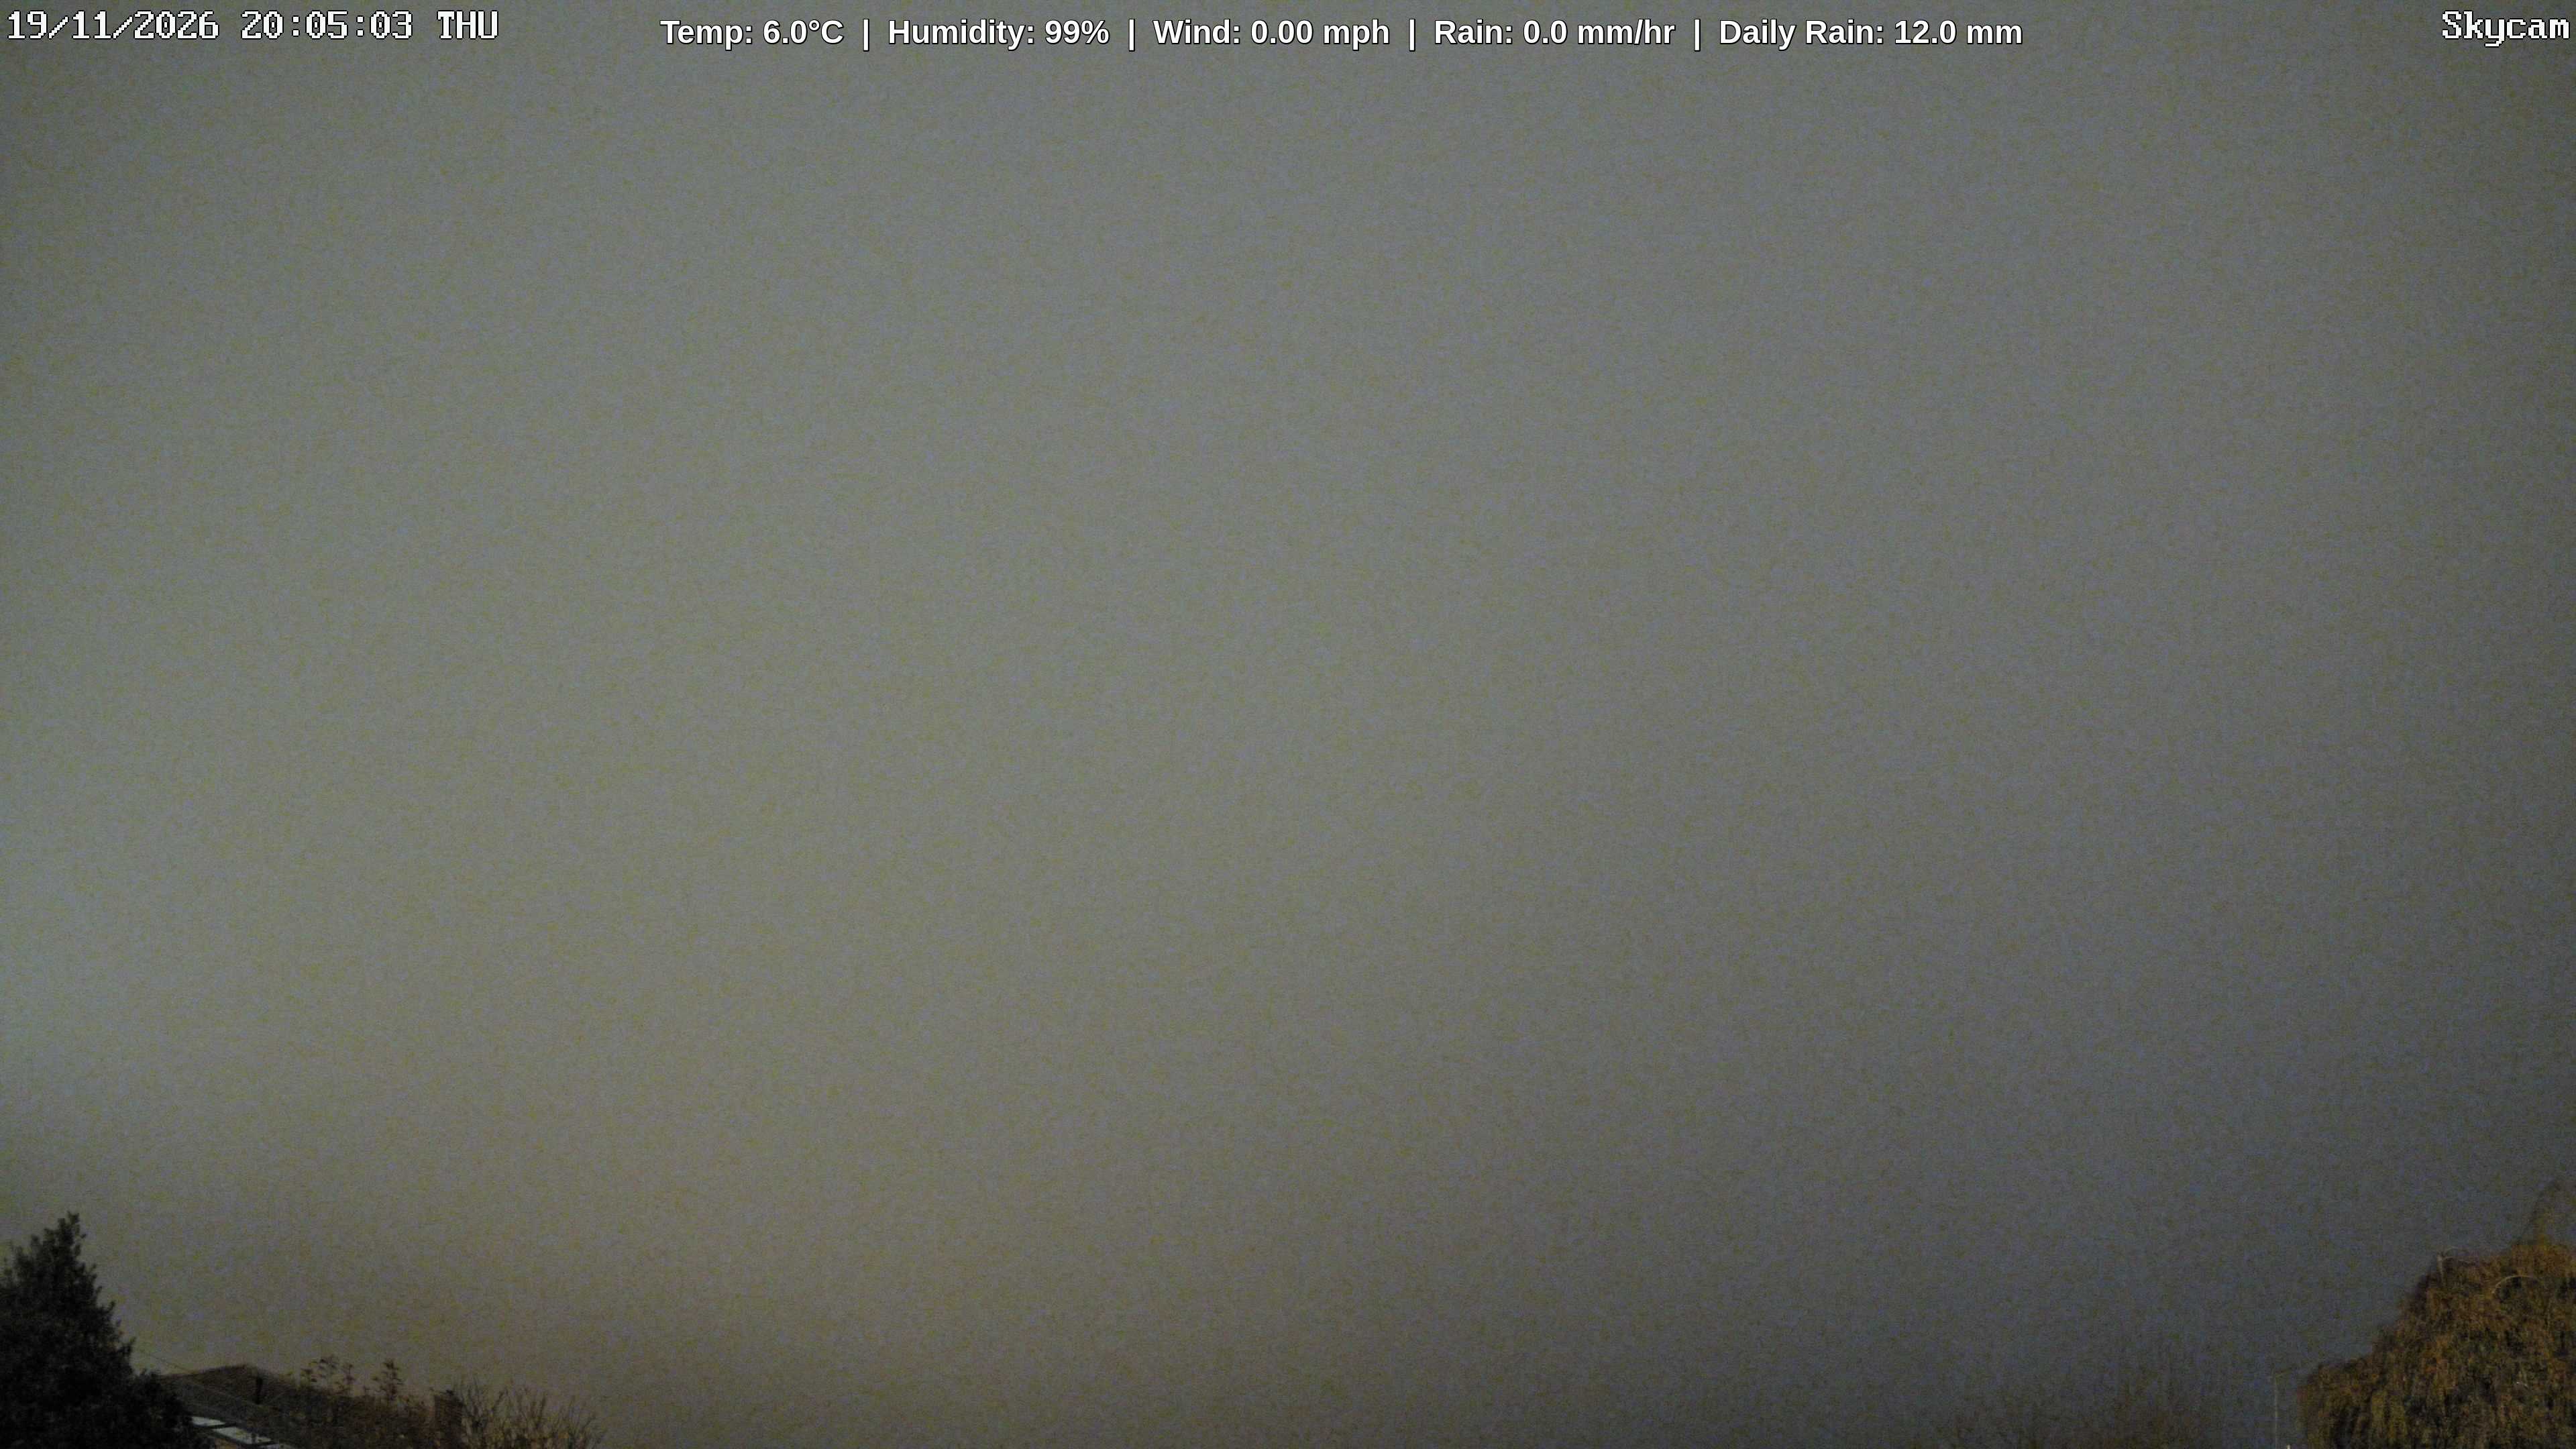 19/11/2026 20:05:03 THU
Temp: 6.0°C | Humidity: 99% | Wind: 0.00 mph | Rain: 0.0 mm/hr | Daily Rain: 12.0 mm
Skycam